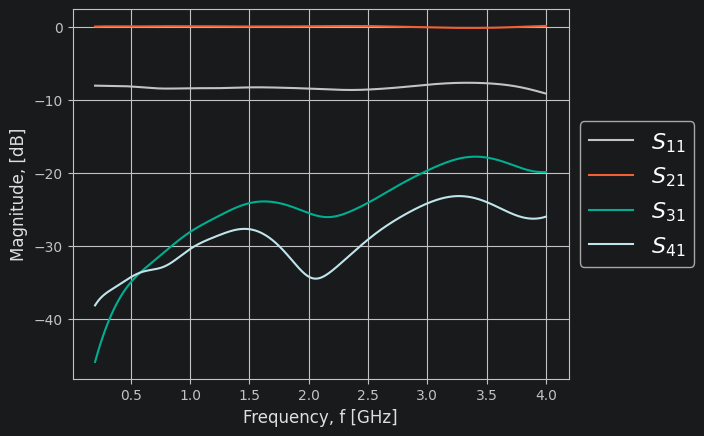 0
−10
−20
−30
−40
Magnitude, [dB]
0.5 1.0 1.5 2.0 2.5 3.0 3.5 4.0
Frequency, f [GHz]
S₁₁
S₂₁
S₃₁
S₄₁